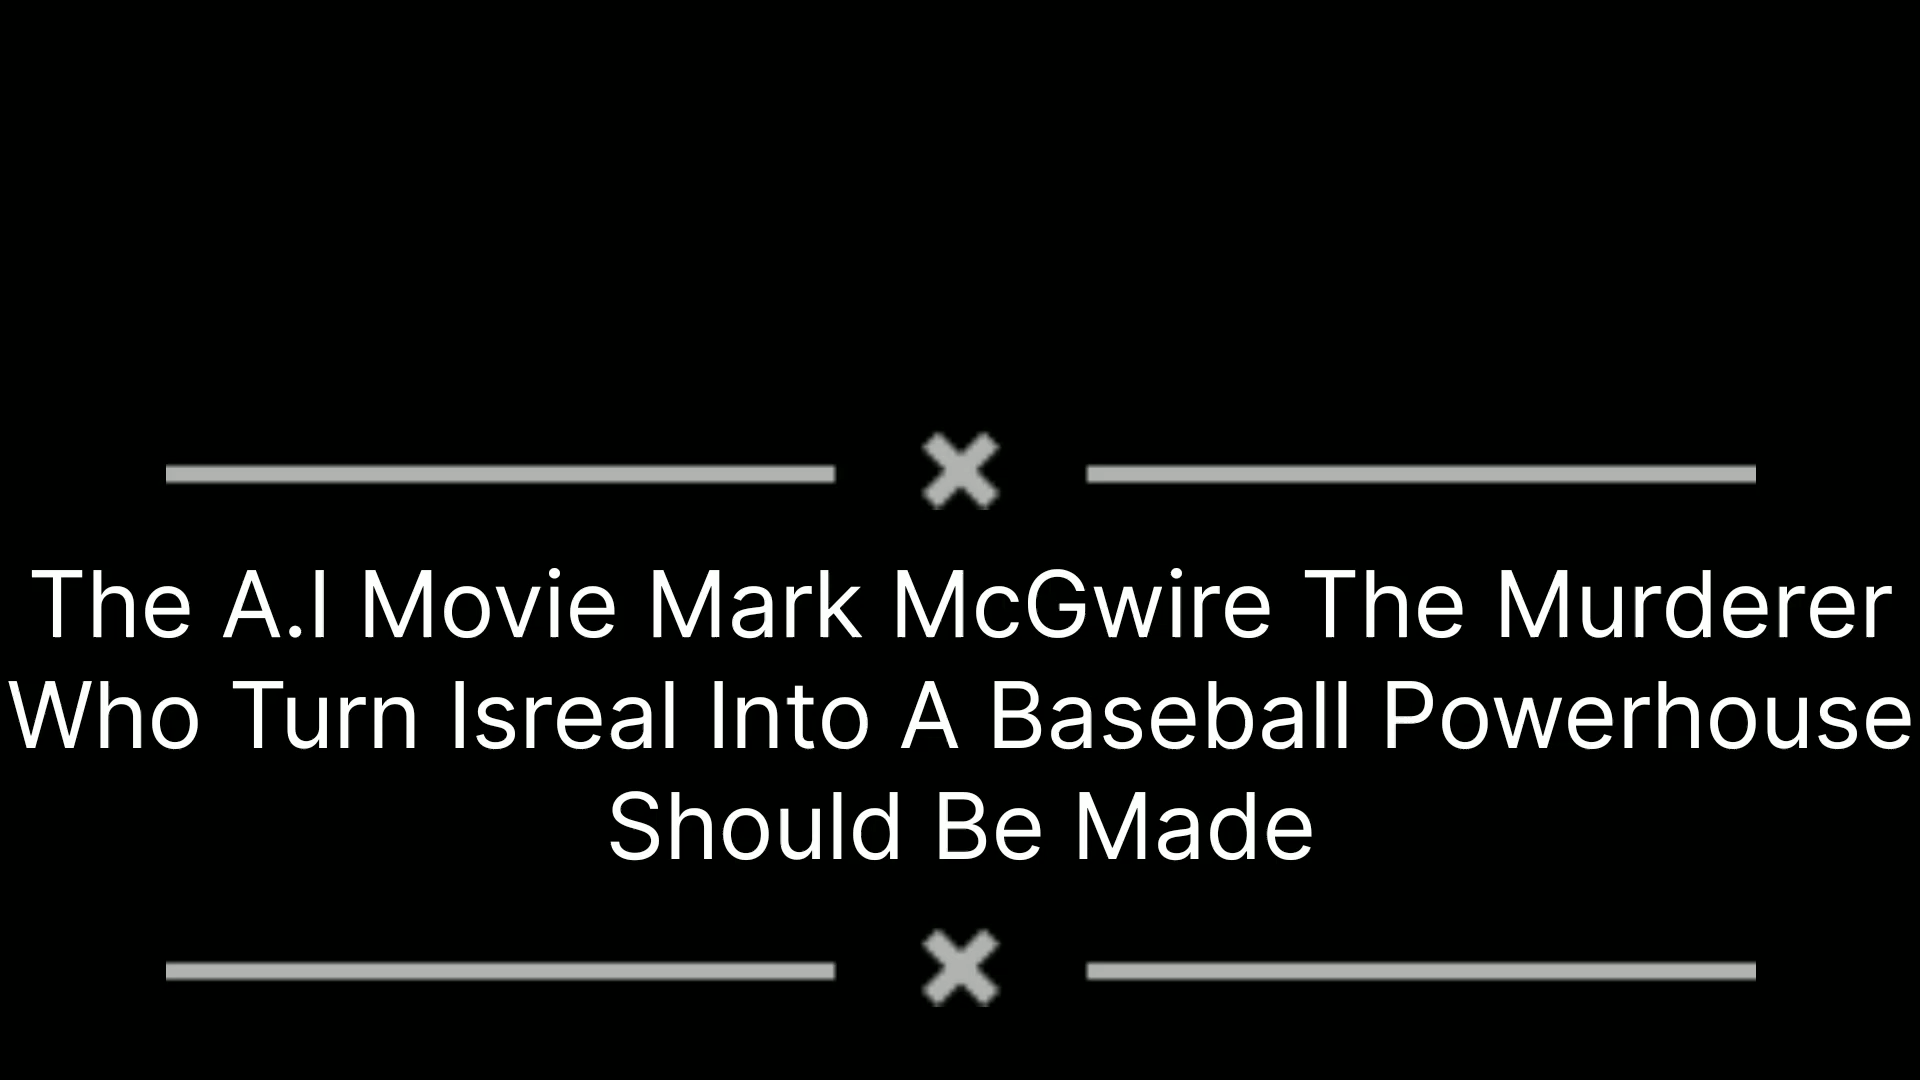 The A.I Movie Mark McGwire The Murderer
Who Turn Isreal Into A Baseball Powerhouse
Should Be Made